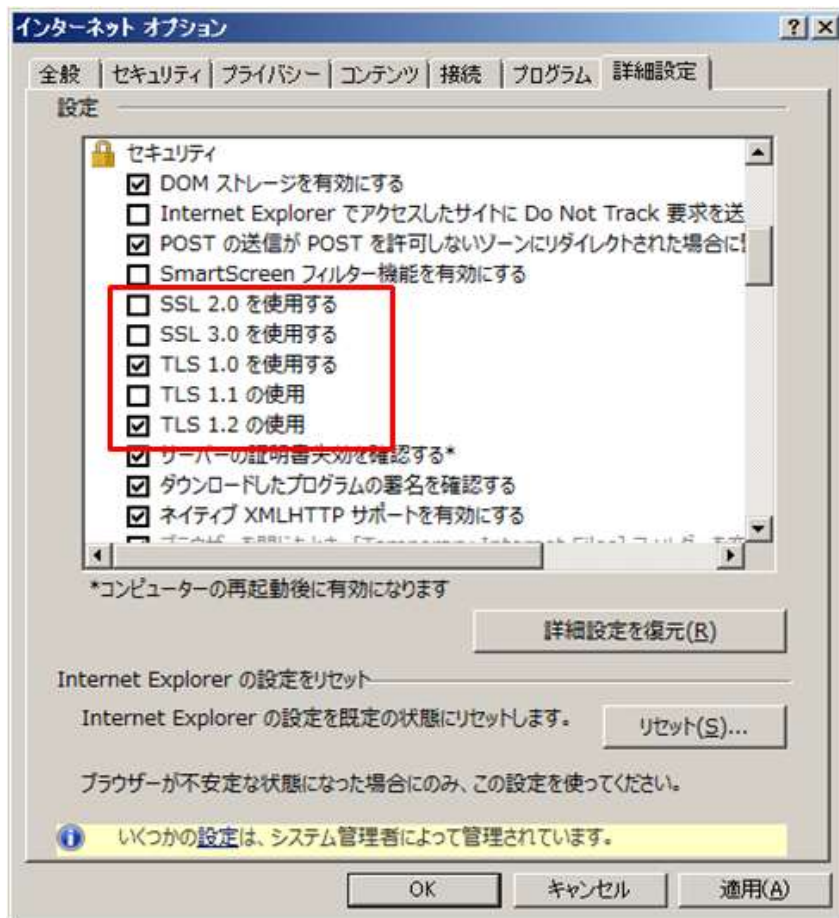 インターネット オプション
全般 セキュリティ プライバシー コンテンツ 接続 プログラム 詳細設定
設定
セキュリティ
DOM ストレージを有効にする
Internet Explorer でアクセスしたサイトに Do Not Track 要求を送
POST の送信が POST を許可しないゾーンにリダイレクトされた場合に
SmartScreen フィルター機能を有効にする
SSL 2.0 を使用する
SSL 3.0 を使用する
TLS 1.0 を使用する
TLS 1.1 の使用
TLS 1.2 の使用
サーバーの証明書失効を確認する*
ダウンロードしたプログラムの署名を確認する
ネイティブ XMLHTTP サポートを有効にする
*コンピューターの再起動後に有効になります
詳細設定を復元(R)
Internet Explorer の設定をリセット
Internet Explorer の設定を既定の状態にリセットします。
リセット(S)...
ブラウザーが不安定な状態になった場合にのみ、この設定を使ってください。
いくつかの設定は、システム管理者によって管理されています。
OK キャンセル 適用(A)